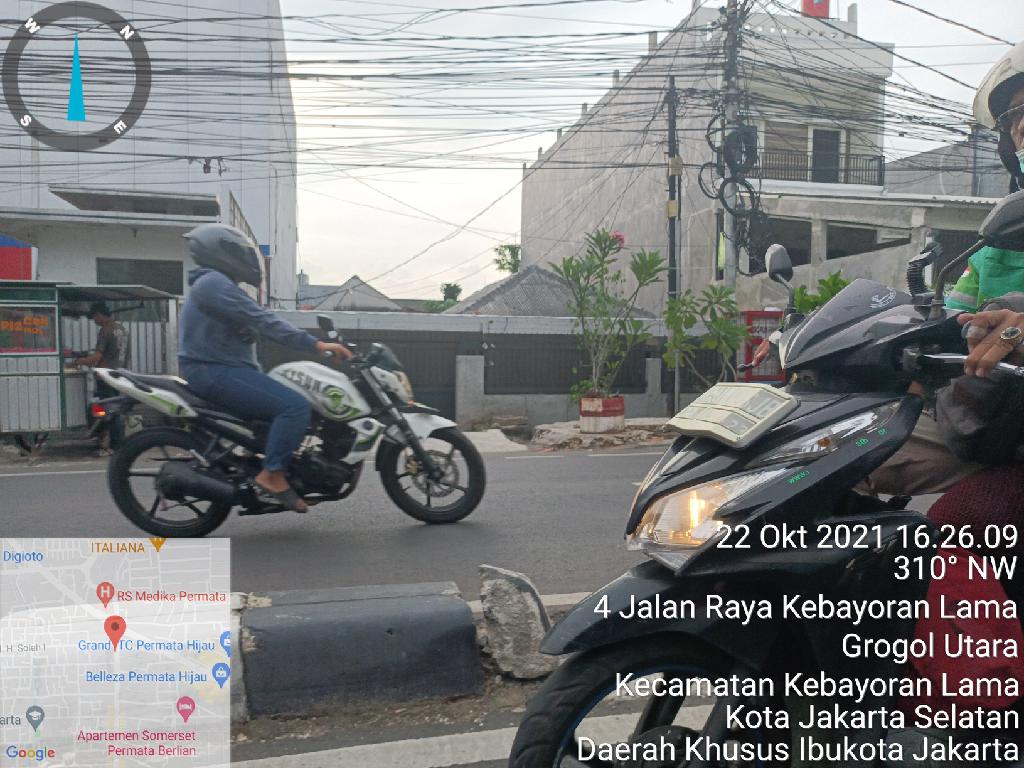 W
N
S
E
22 Okt 2021 16.26.09
310° NW
4 Jalan Raya Kebayoran Lama
Grogol Utara
Kecamatan Kebayoran Lama
Kota Jakarta Selatan
Daerah Khusus Ibukota Jakarta
Digioto
ITALIANA
RS Medika Permata
Grand ITC Permata Hijau
Belleza Permata Hijau
Apartemen Somerset
Permata Berlian
Google